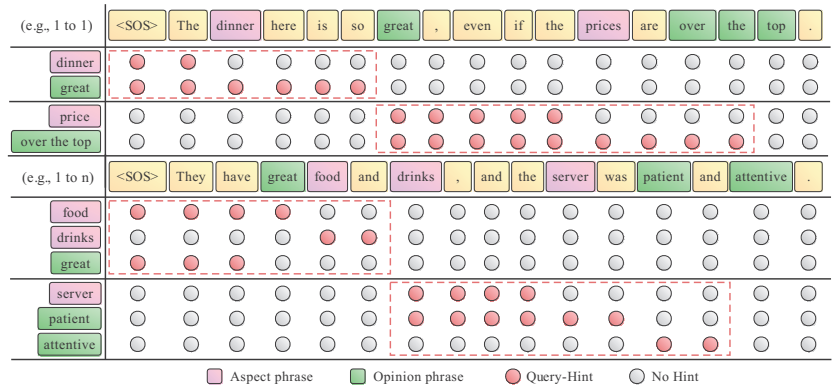 (e.g., 1 to 1) <SOS> The dinner here is so great , even if the prices are over the top .
dinner
great
price
over the top
(e.g., 1 to n) <SOS> They have great food and drinks , and the server was patient and attentive .
food
drinks
great
server
patient
attentive
Aspect phrase Opinion phrase Query-Hint No Hint